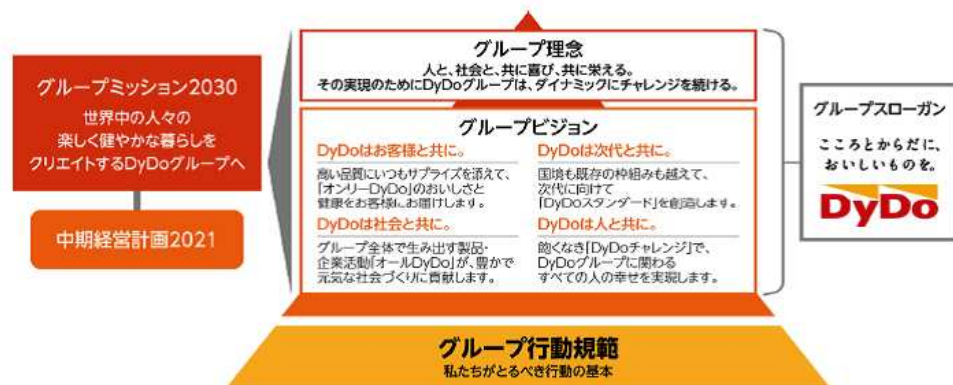 グループミッション2030
世界中の人々の
楽しく健やかな暮らしを
クリエイトするDyDoグループへ
中期経営計画2021
グループ理念
人と、社会と、共に喜び、共に栄える。
その実現のためにDyDoグループは、ダイナミックにチャレンジを続ける。
グループビジョン
DyDoはお客様と共に。
高い品質にいつもサプライズを添えて、
「オンリーDyDo」のおいしさと
健康をお客様にお届けします。
DyDoは次代と共に。
国境も既存の枠組みも越えて、
次代に向けて
「DyDoスタンダード」を創造します。
DyDoは社会と共に。
グループ全体で生み出す製品・
企業活動「オールDyDo」が、豊かで
元気な社会づくりに貢献します。
DyDoは人と共に。
飽くなき「DyDoチャレンジ」で、
DyDoグループに関わる
すべての人の幸せを実現します。
グループ行動規範
私たちがとるべき行動の基本
グループスローガン
こころとからだに、
おいしいものを。
DyDo